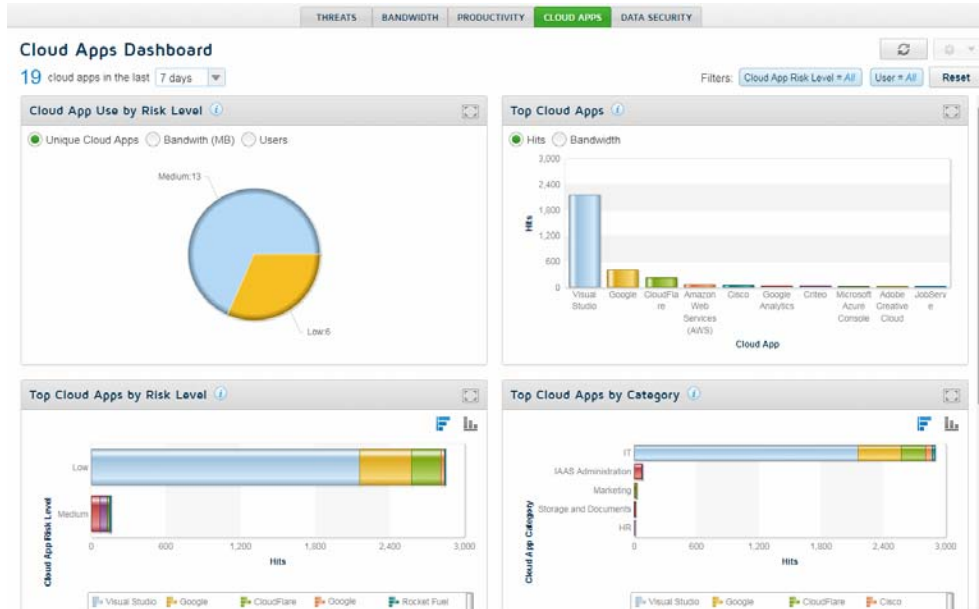 THREATS BANDWIDTH PRODUCTIVITY CLOUD APPS DATA SECURITY
Cloud Apps Dashboard
19 cloud apps in the last 7 days
Filters: Cloud App Risk Level = All User = All Reset
Cloud App Use by Risk Level
Unique Cloud Apps Bandwith (MB) Users
Medium:13
Low:6
Top Cloud Apps
Hits Bandwidth
3,000
2,400
1,800
1,200
600
0
Hits
Visual Studio
Google
CloudFlare
Amazon Web Services (AWS)
Cisco
Google Analytics
Criteo
Microsoft Azure Console
Adobe Creative Cloud
JobServe
Cloud App
Top Cloud Apps by Risk Level
Cloud App Risk Level
Low
Medium
0 600 1,200 1,800 2,400 3,000
Hits
Visual Studio Google CloudFlare Google Rocket Fuel
Top Cloud Apps by Category
Cloud App Category
IT
IAAS Administration
Marketing
Storage and Documents
HR
0 600 1,200 1,800 2,400 3,000
Hits
Visual Studio Google CloudFlare Cisco